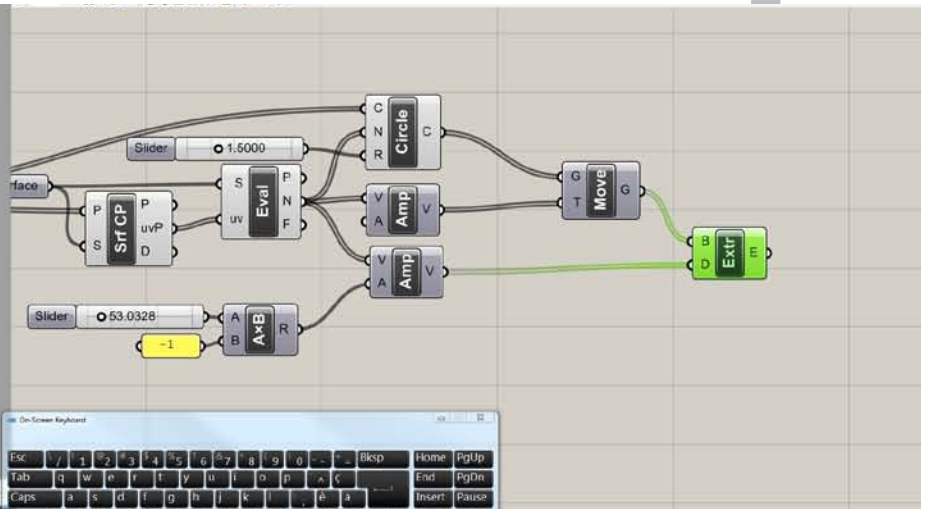 C
N
R
Circle
C
Slider
1.5000
face
S
uv
Eval
P
N
F
V
A
Amp
V
G
T
Move
G
P
S
Srf CP
P
uvP
D
V
A
Amp
V
B
D
Extr
E
Slider
53.0328
A
B
A×B
R
-1
On-Screen Keyboard
Esc \ / 1 2 3 4 5 6 7 8 9 0 Bksp Home PgUp
Tab q w e r t y u i o p ^ ç End PgDn
Caps a s d f g h j k l è à Insert Pause